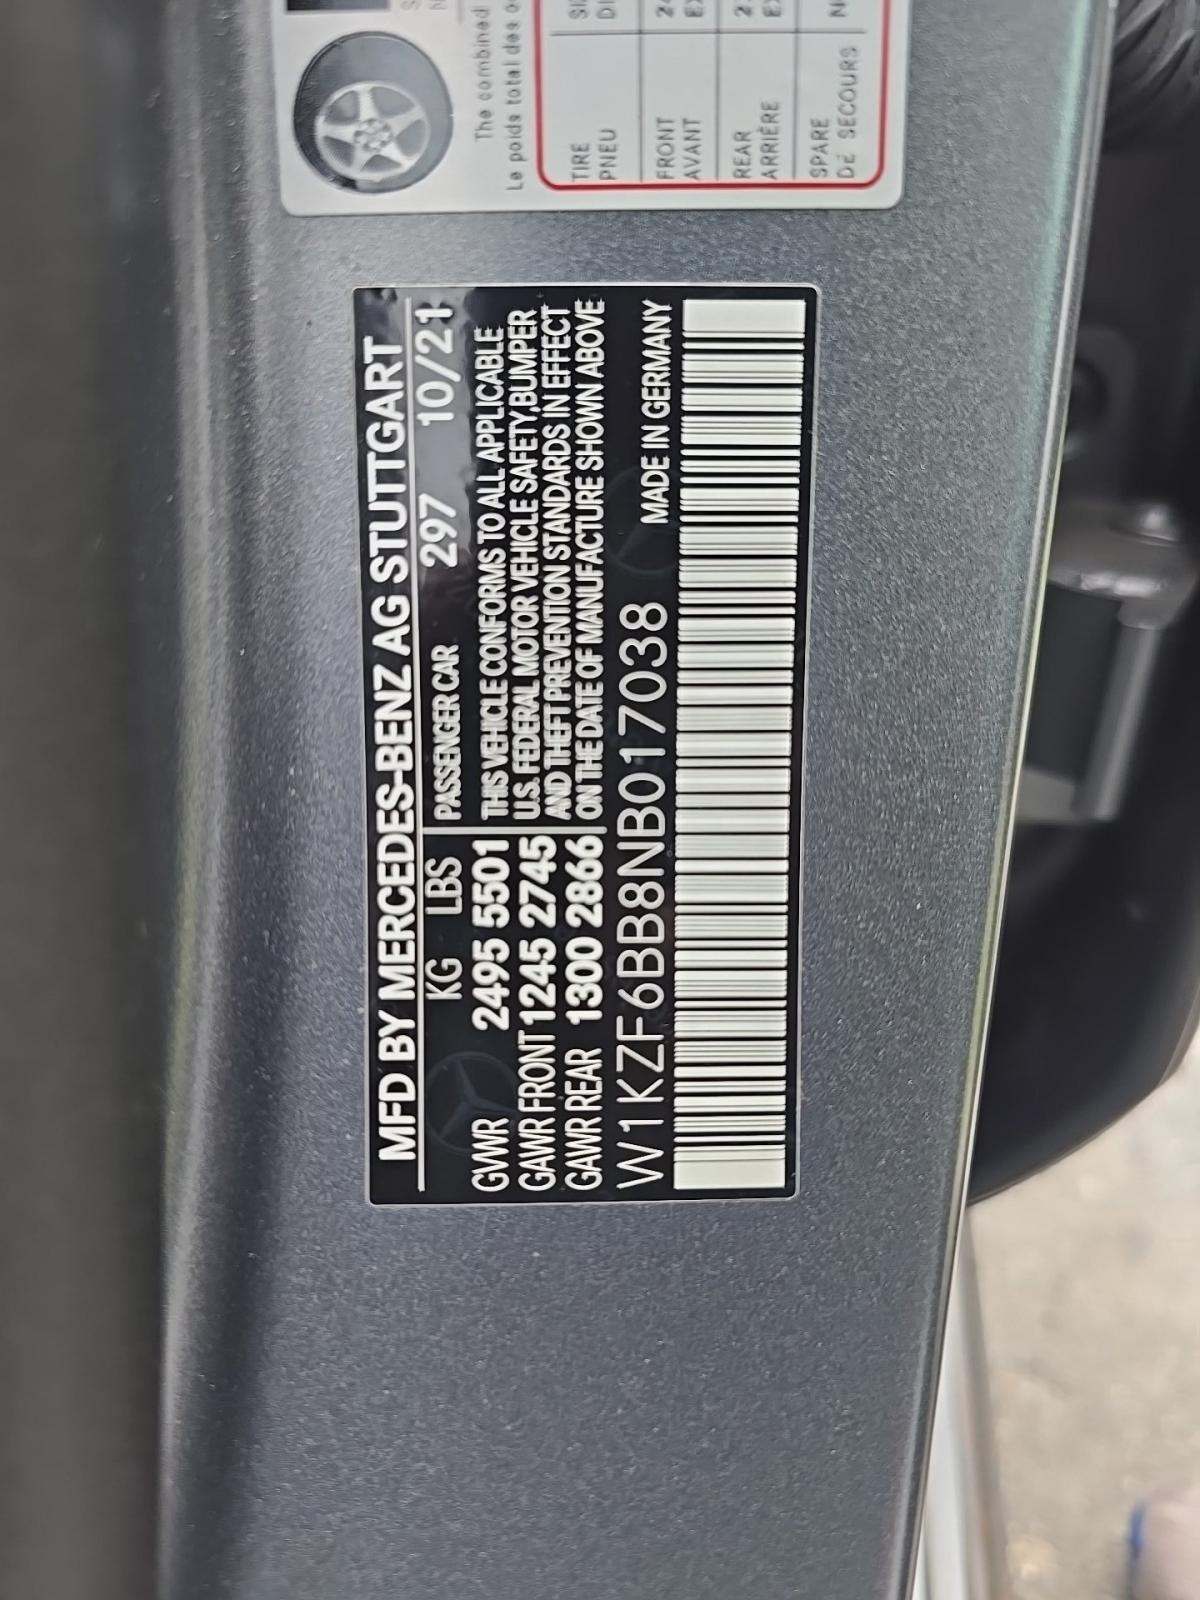 The combined
Le poids total des
TIRE
PNEU
FRONT
AVANT
REAR
ARRIÈRE
SPARE
DE SECOURS
MFD BY MERCEDES-BENZ AG STUTTGART
KG LBS PASSENGER CAR 297 10/21
GVWR 2495 5501
GAWR FRONT 1245 2745
GAWR REAR 1300 2866
THIS VEHICLE CONFORMS TO ALL APPLICABLE
U.S. FEDERAL MOTOR VEHICLE SAFETY,BUMPER
AND THEFT PREVENTION STANDARDS IN EFFECT
ON THE DATE OF MANUFACTURE SHOWN ABOVE
W1KZF6BB8NB017038 MADE IN GERMANY